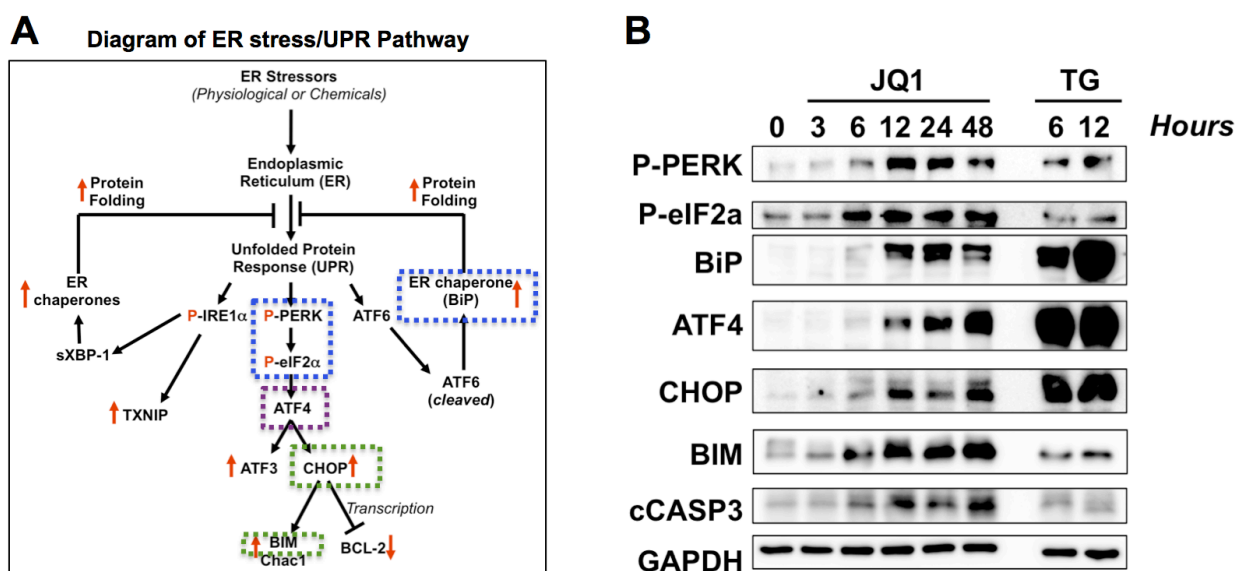 A
Diagram of ER stress/UPR Pathway
ER Stressors
(Physiological or Chemicals)
Endoplasmic
Reticulum (ER)
Protein
Folding
Protein
Folding
Unfolded Protein
Response (UPR)
ER
chaperones
ER chaperone
(BiP)
P-IRE1α
P-PERK
ATF6
sXBP-1
P-eIF2α
ATF6
(cleaved)
TXNIP
ATF4
ATF3
CHOP
Transcription
BIM
Chac1
BCL-2
B
JQ1 TG
0 3 6 12 24 48 6 12 Hours
P-PERK
P-eIF2a
BiP
ATF4
CHOP
BIM
cCASP3
GAPDH